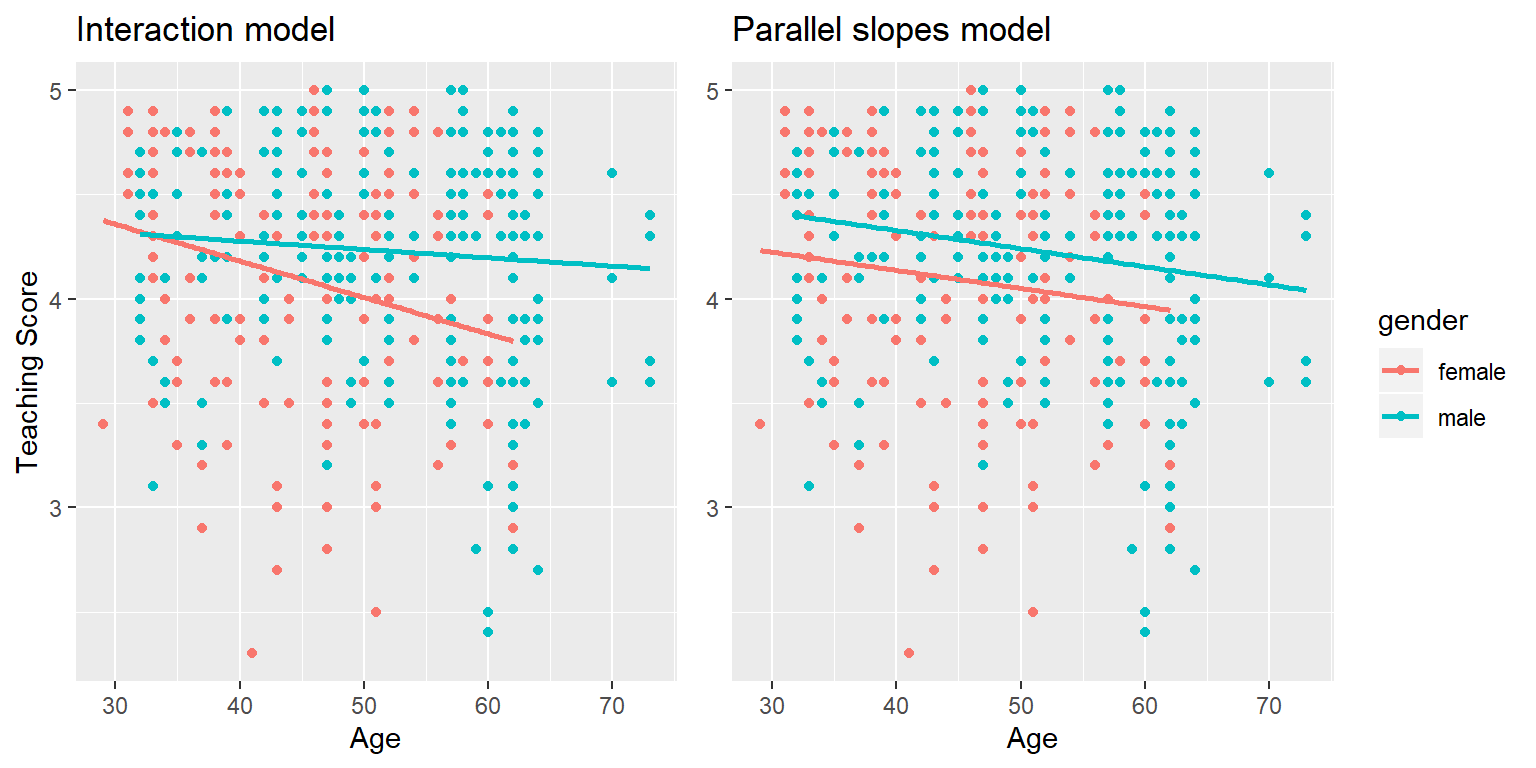 Interaction model
Parallel slopes model
Teaching Score
5
4
3
30 40 50 60 70
Age
5
4
3
30 40 50 60 70
Age
gender
female
male